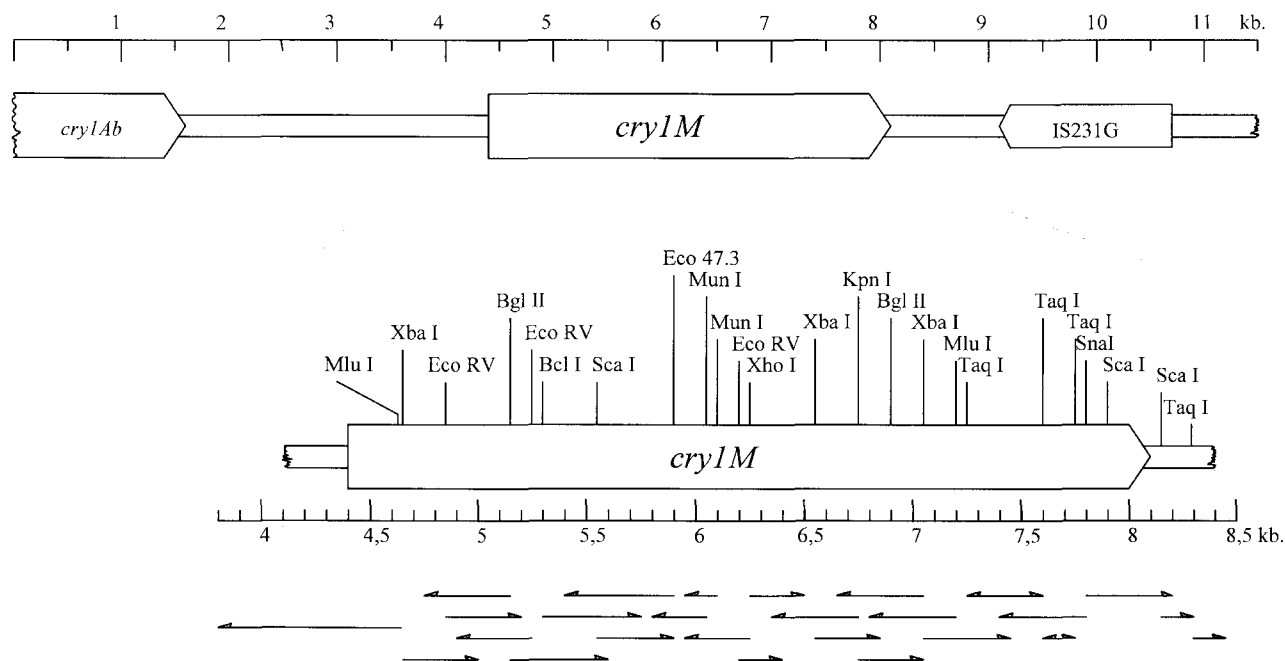 1 2 3 4 5 6 7 8 9 10 11 kb.
cry1Ab cry1M IS231G
Eco 47.3
Mun I Kpn I
Bgl II Bgl II Taq I
Xba I Eco RV Mun I Xba I Xba I Taq I
Mlu I Eco RV Bcl I Sca I Eco RV Mlu I SnaI
Xho I Taq I Sca I Sca I
Taq I
cry1M
4 4,5 5 5,5 6 6,5 7 7,5 8 8,5 kb.